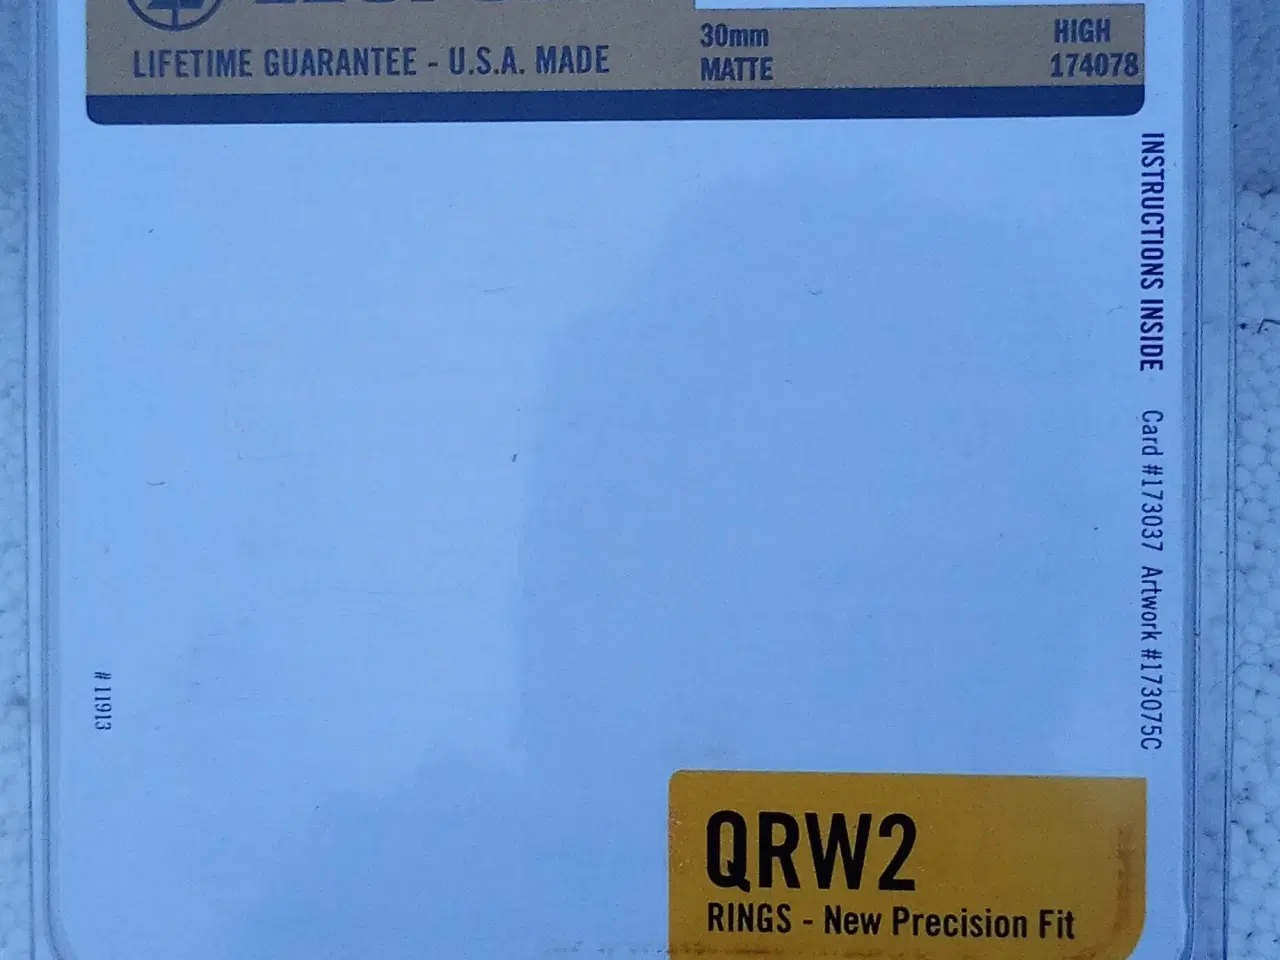 LIFETIME GUARANTEE - U.S.A. MADE
30mm
MATTE
HIGH
174078
INSTRUCTIONS INSIDE Card #173037 Artwork #173075C
# 11913
QRW2
RINGS - New Precision Fit